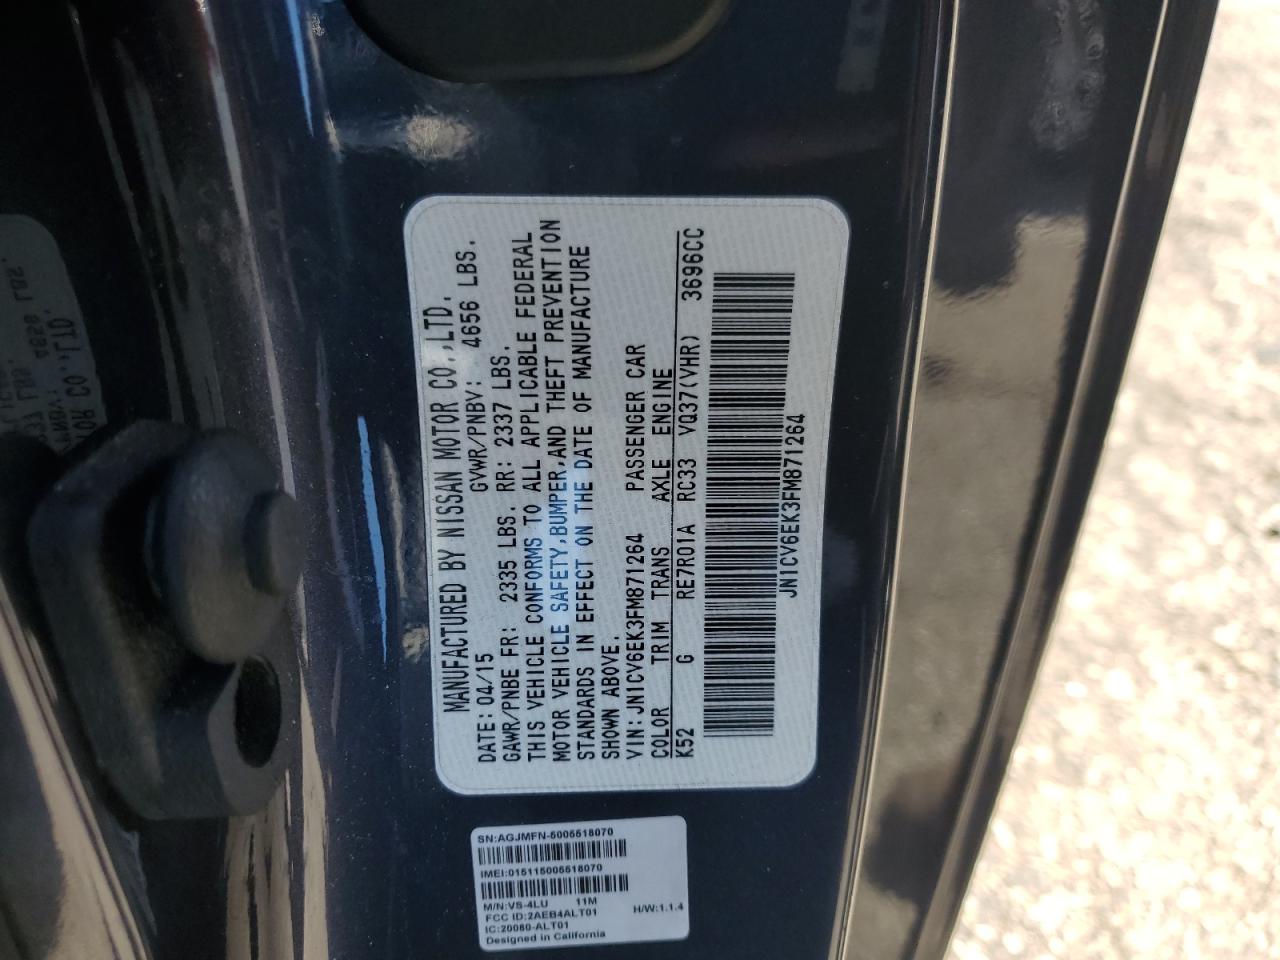 MANUFACTURED BY NISSAN MOTOR CO.,LTD.
DATE: 04/15 GVWR/PNBV: 4656 LBS.
GAWR/PNBE FR: 2335 LBS. RR: 2337 LBS.
THIS VEHICLE CONFORMS TO ALL APPLICABLE FEDERAL
MOTOR VEHICLE SAFETY,BUMPER,AND THEFT PREVENTION
STANDARDS IN EFFECT ON THE DATE OF MANUFACTURE
SHOWN ABOVE.
VIN:JN1CV6EK3FM871264 PASSENGER CAR
COLOR TRIM TRANS AXLE ENGINE
K52 G RE7R01A RC33 VQ37(VHR) 3696CC
JN1CV6EK3FM871264
SN:AGJMFN-5005518070
IMEI:015115005518070
M/N:VS-4LU 11M
FCC ID:2AEB4ALT01 H/W:1.1.4
IC:20080-ALT01
Designed in California